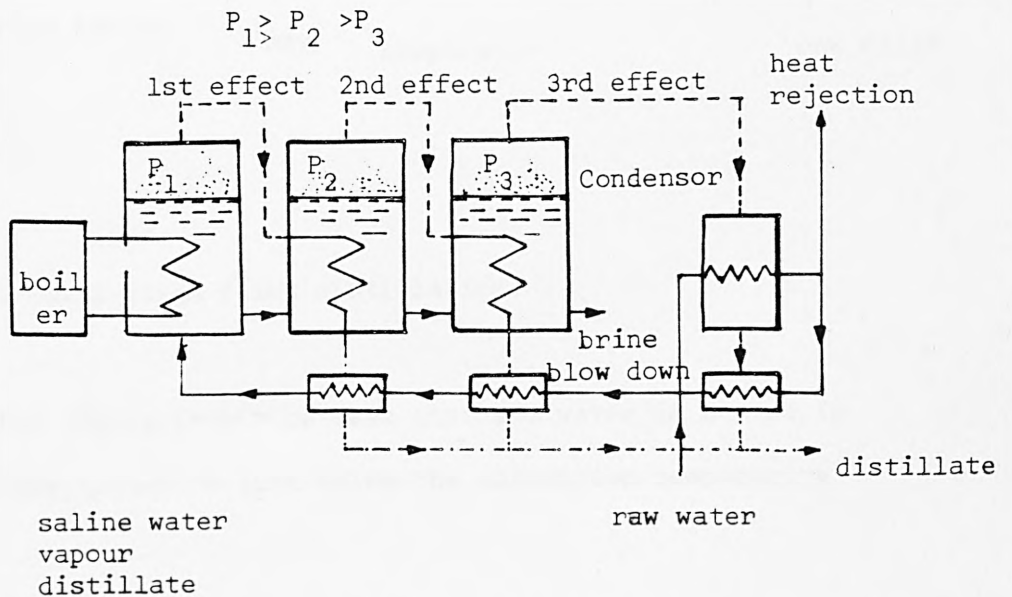 P1 > P2 > P3
1st effect
2nd effect
3rd effect
heat
rejection
P1
P2
P3
Condensor
boil
er
brine
blow down
distillate
raw water
saline water
vapour
distillate